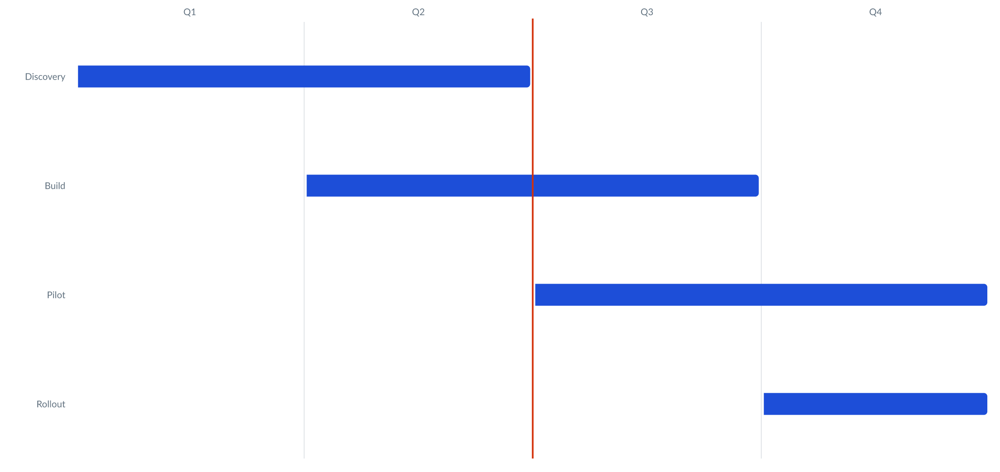 Q1 Q2 Q3 Q4
Discovery
Build
Pilot
Rollout